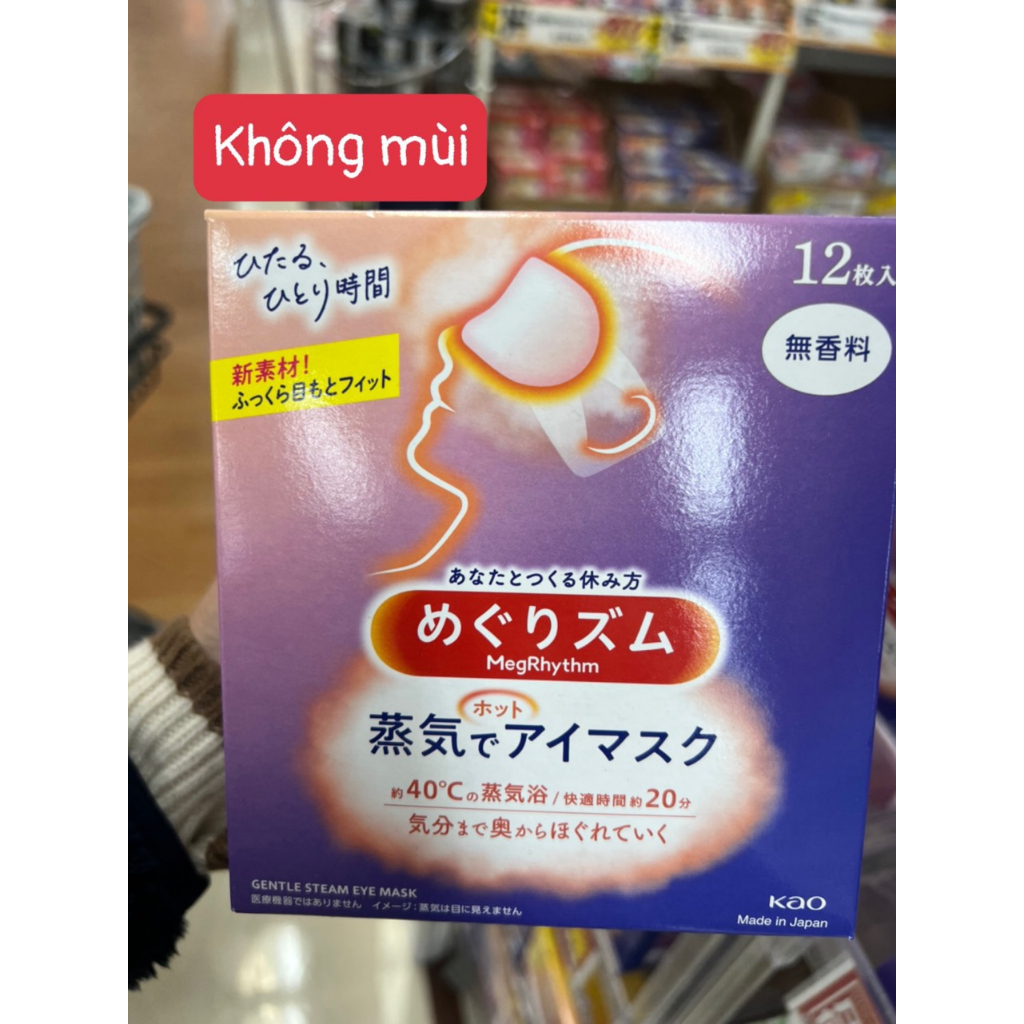 Không mùi
ひたる、
ひとり時間
12枚入
無香料
新素材!
ふっくら目もとフィット
あなたとつくる休み方
めぐりズム
MegRhythm
ホット
蒸気でアイマスク
約40℃の蒸気浴/快適時間約20分
気分まで奥からほぐれていく
GENTLE STEAM EYE MASK
医療機器ではありません イメージ:蒸気は目に見えません
Kao
Made in Japan